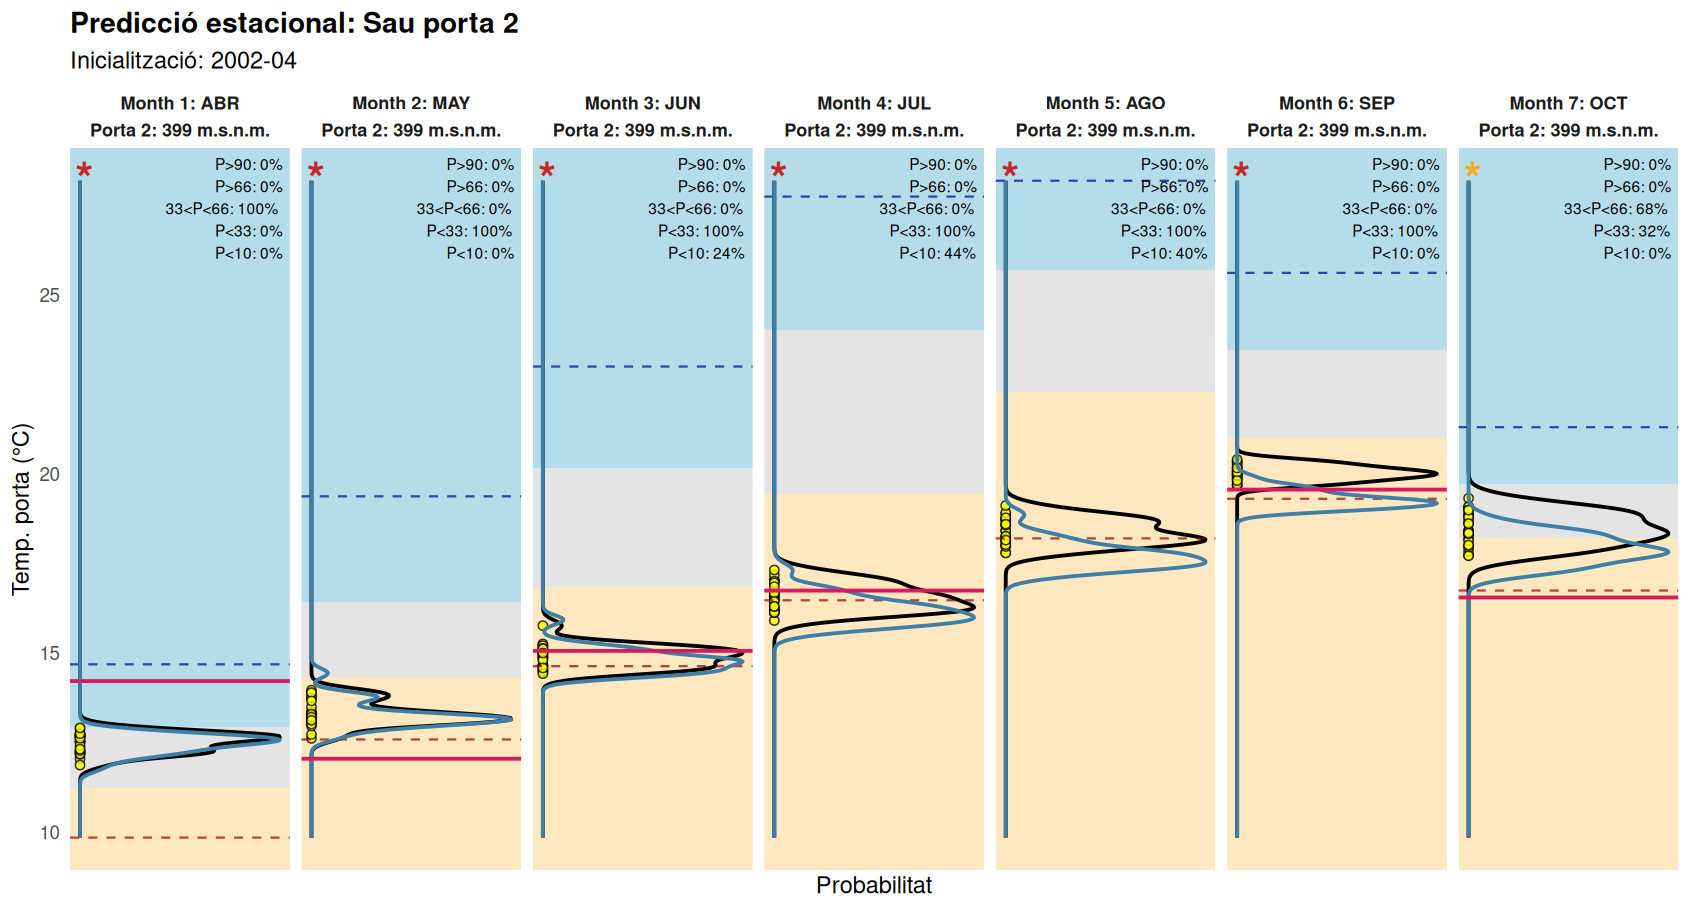 Predicció estacional: Sau porta 2
Inicialització: 2002-04
Month 1: ABR
Porta 2: 399 m.s.n.m.
Month 2: MAY
Porta 2: 399 m.s.n.m.
Month 3: JUN
Porta 2: 399 m.s.n.m.
Month 4: JUL
Porta 2: 399 m.s.n.m.
Month 5: AGO
Porta 2: 399 m.s.n.m.
Month 6: SEP
Porta 2: 399 m.s.n.m.
Month 7: OCT
Porta 2: 399 m.s.n.m.
*
P>90: 0%
P>66: 0%
33<P<66: 100%
P<33: 0%
P<10: 0%
*
P>90: 0%
P>66: 0%
33<P<66: 0%
P<33: 100%
P<10: 0%
*
P>90: 0%
P>66: 0%
33<P<66: 0%
P<33: 100%
P<10: 24%
*
P>90: 0%
P>66: 0%
33<P<66: 0%
P<33: 100%
P<10: 44%
*
P>90: 0%
P>66: 0%
33<P<66: 0%
P<33: 100%
P<10: 40%
*
P>90: 0%
P>66: 0%
33<P<66: 0%
P<33: 100%
P<10: 0%
*
P>90: 0%
P>66: 0%
33<P<66: 68%
P<33: 32%
P<10: 0%
25
20
15
10
Temp. porta (°C)
Probabilitat